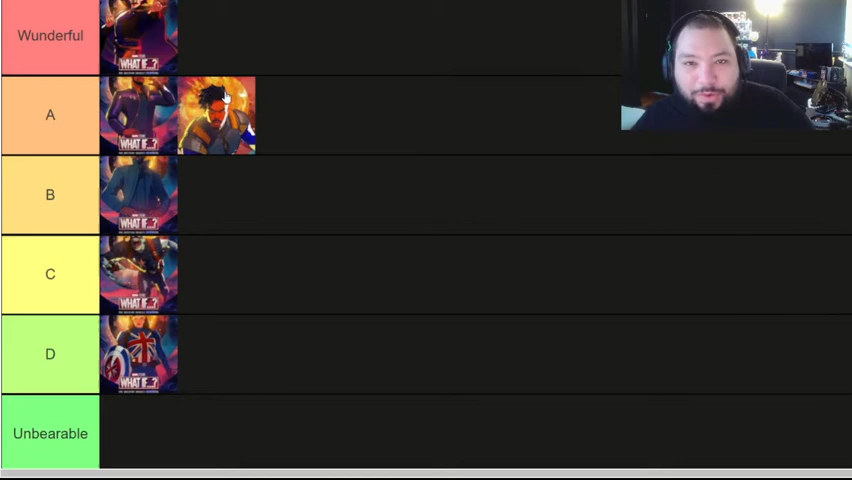 Wunderful
WHAT IF...?
A
WHAT IF...?
B
WHAT IF...?
C
WHAT IF...?
D
WHAT IF...?
Unbearable